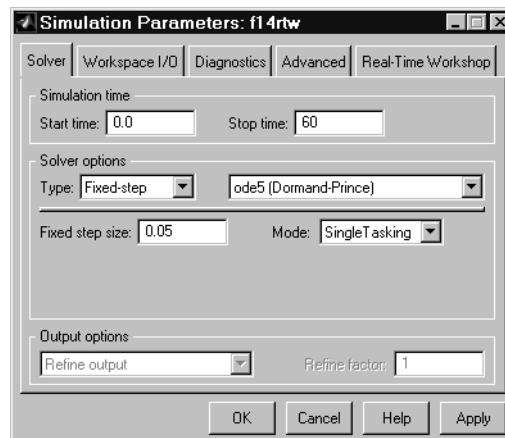 Simulation Parameters: f14rtw
Solver Workspace I/O Diagnostics Advanced Real-Time Workshop
Simulation time
Start time: 0.0 Stop time: 60
Solver options
Type: Fixed-step ode5 (Dormand-Prince)
Fixed step size: 0.05 Mode: SingleTasking
Output options
Refine output Refine factor: 1
OK Cancel Help Apply